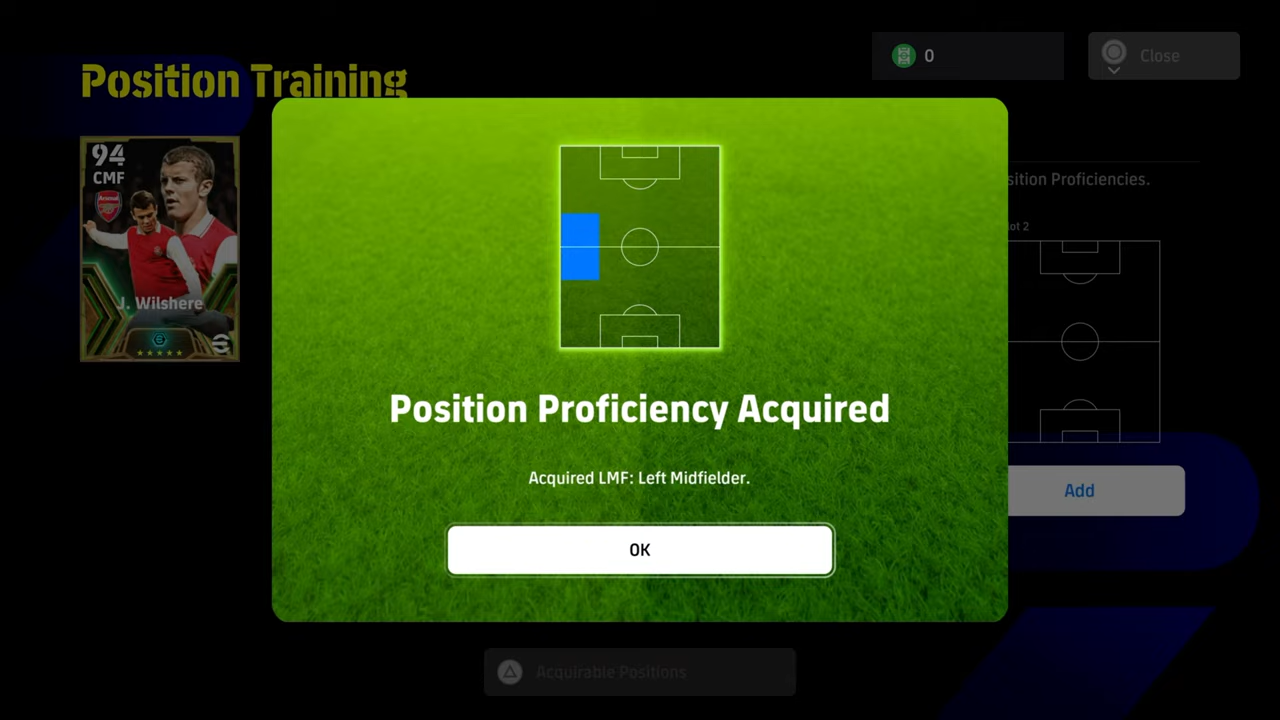 Position Training
0
Close
94
CMF
Arsenal
J. Wilshere
sition Proficiencies.
ot 2
Position Proficiency Acquired
Acquired LMF: Left Midfielder.
OK
Add
Acquirable Positions